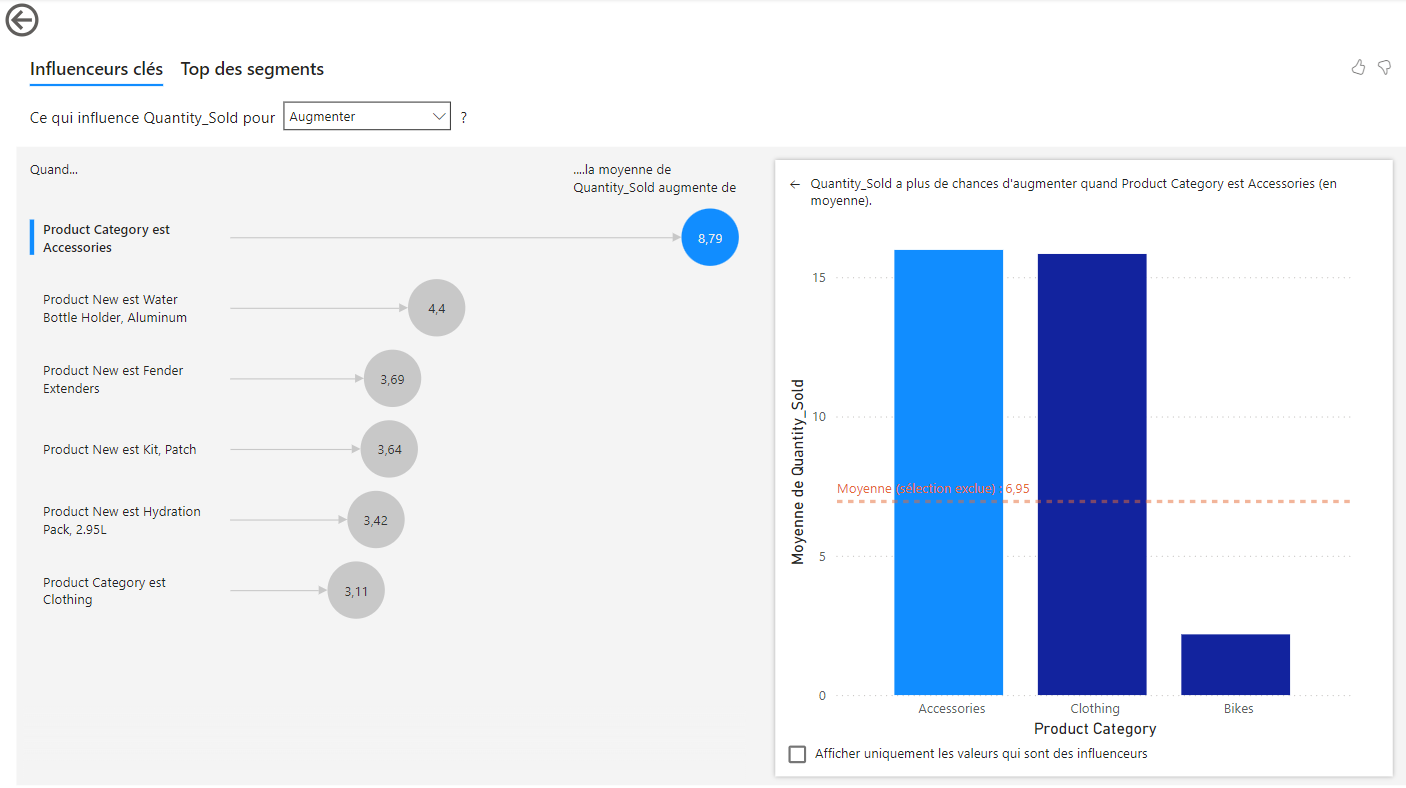 Influenceurs clés Top des segments
Ce qui influence Quantity_Sold pour Augmenter ?
Quand...
....la moyenne de
Quantity_Sold augmente de
Product Category est
Accessories
8,79
Product New est Water
Bottle Holder, Aluminum
4,4
Product New est Fender
Extenders
3,69
Product New est Kit, Patch
3,64
Product New est Hydration
Pack, 2.95L
3,42
Product Category est
Clothing
3,11
Quantity_Sold a plus de chances d'augmenter quand Product Category est Accessories (en
moyenne).
Moyenne de Quantity_Sold
15
10
5
0
Moyenne (sélection exclue) : 6,95
Accessories Clothing Bikes
Product Category
Afficher uniquement les valeurs qui sont des influenceurs